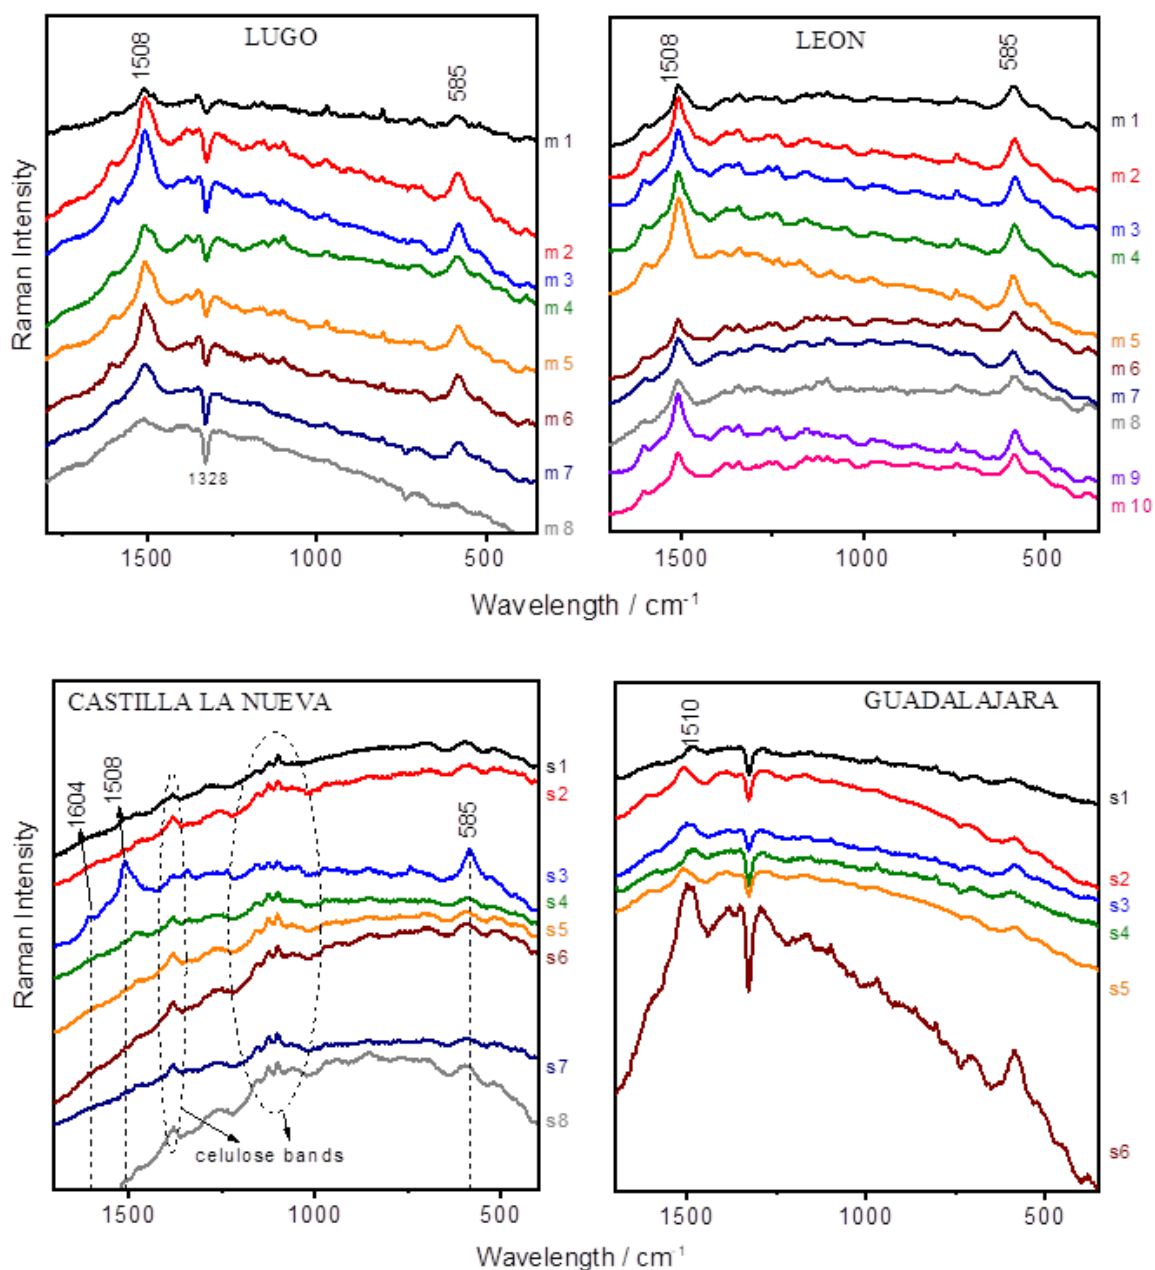 LUGO
1508
585
m 1
m 2
m 3
m 4
m 5
m 6
m 7
m 8
1328
Raman Intensity
1500
1000
500
LEON
1508
585
m 1
m 2
m 3
m 4
m 5
m 6
m 7
m 8
m 9
m 10
1500
1000
500
Wavelength / cm⁻¹
CASTILLA LA NUEVA
1604
1508
585
s1
s2
s3
s4
s5
s6
s7
s8
celulose bands
Raman Intensity
1500
1000
500
GUADALAJARA
1510
s1
s2
s3
s4
s5
s6
1500
1000
500
Wavelength / cm⁻¹